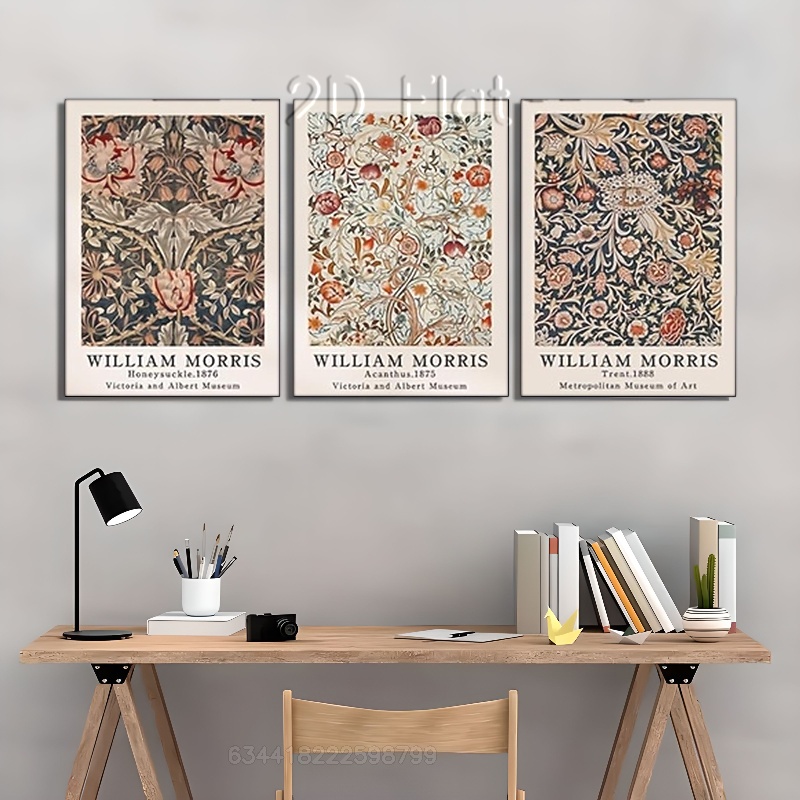 2D Flat
WILLIAM MORRIS
Honeysuckle.1876
Victoria and Albert Museum
WILLIAM MORRIS
Acanthus.1875
Victoria and Albert Museum
WILLIAM MORRIS
Trent.1888
Metropolitan Museum of Art
634418222598799